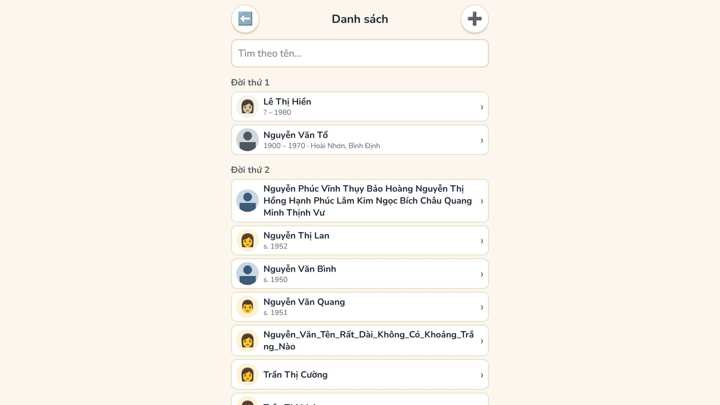 Danh sách
Tìm theo tên...
Đời thứ 1
Lê Thị Hiền
? – 1980
Nguyễn Văn Tổ
1900 – 1970 · Hoài Nhơn, Bình Định
Đời thứ 2
Nguyễn Phúc Vĩnh Thụy Bảo Hoàng Nguyễn Thị
Hồng Hạnh Phúc Lâm Kim Ngọc Bích Châu Quang
Minh Thịnh Vư
Nguyễn Thị Lan
s. 1952
Nguyễn Văn Bình
s. 1950
Nguyễn Văn Quang
s. 1951
Nguyễn_Văn_Tên_Rất_Dài_Không_Có_Khoảng_Trắ
ng_Nào
Trần Thị Cường